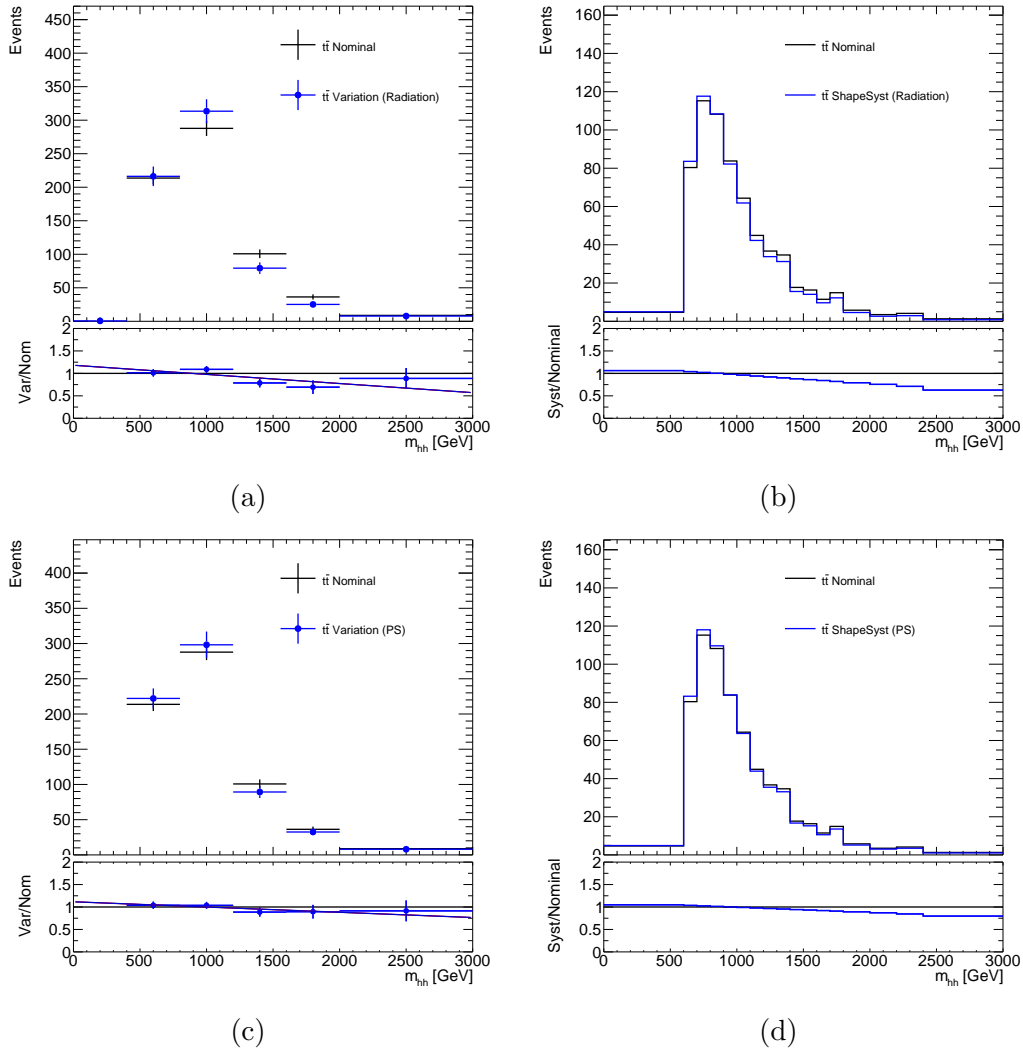 Events
450
400
350
300
250
200
150
100
50
0
tt̄ Nominal
tt̄ Variation (Radiation)
Var/Nom
2
1.5
1
0.5
0
0 500 1000 1500 2000 2500 3000
m_hh [GeV]
(a)
Events
160
140
120
100
80
60
40
20
0
tt̄ Nominal
tt̄ ShapeSyst (Radiation)
Syst/Nominal
2
1.5
1
0.5
0
0 500 1000 1500 2000 2500 3000
m_hh [GeV]
(b)
Events
400
350
300
250
200
150
100
50
0
tt̄ Nominal
tt̄ Variation (PS)
Var/Nom
2
1.5
1
0.5
0
0 500 1000 1500 2000 2500 3000
m_hh [GeV]
(c)
Events
160
140
120
100
80
60
40
20
0
tt̄ Nominal
tt̄ ShapeSyst (PS)
Syst/Nominal
2
1.5
1
0.5
0
0 500 1000 1500 2000 2500 3000
m_hh [GeV]
(d)